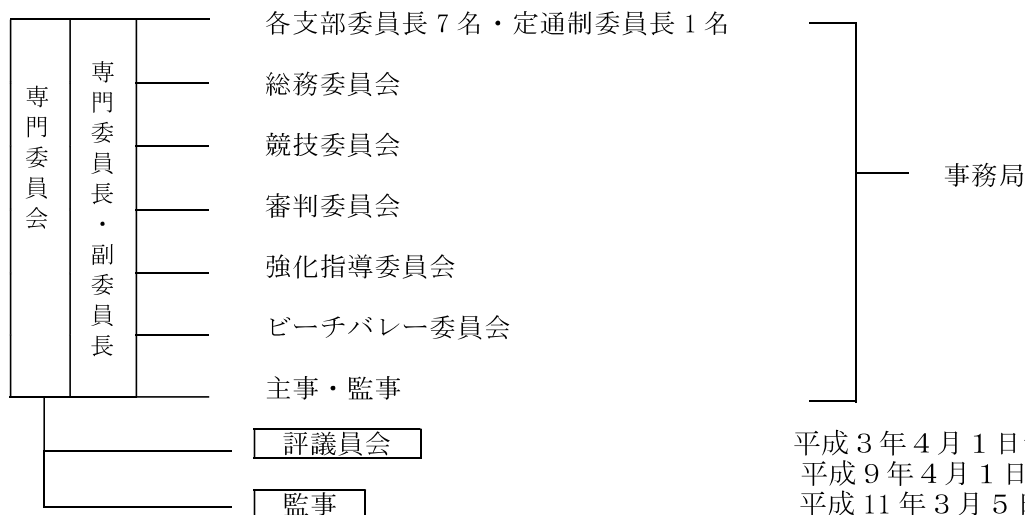 専門委員会
専門委員長・副委員長
各支部委員長7名・定通制委員長1名
総務委員会
競技委員会
審判委員会
強化指導委員会
ビーチバレー委員会
主事・監事
事務局
評議員会
監事
平成3年4月1日
平成9年4月1日
平成11年3月5日